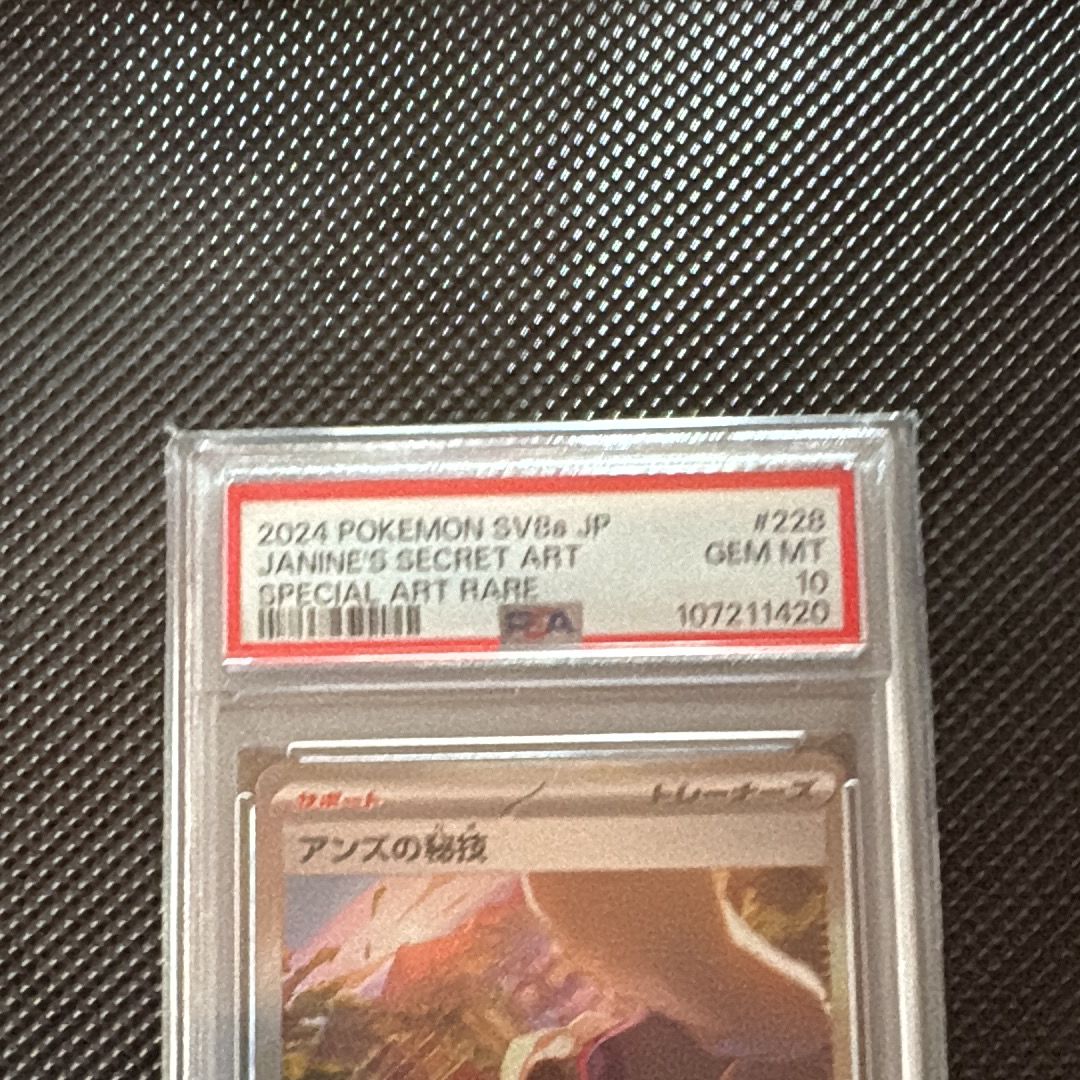 2024 POKEMON SV8a JP #228
JANINE'S SECRET ART GEM MT
SPECIAL ART RARE 10
PSA 107211420
サポート トレーナーズ
アンズの秘技